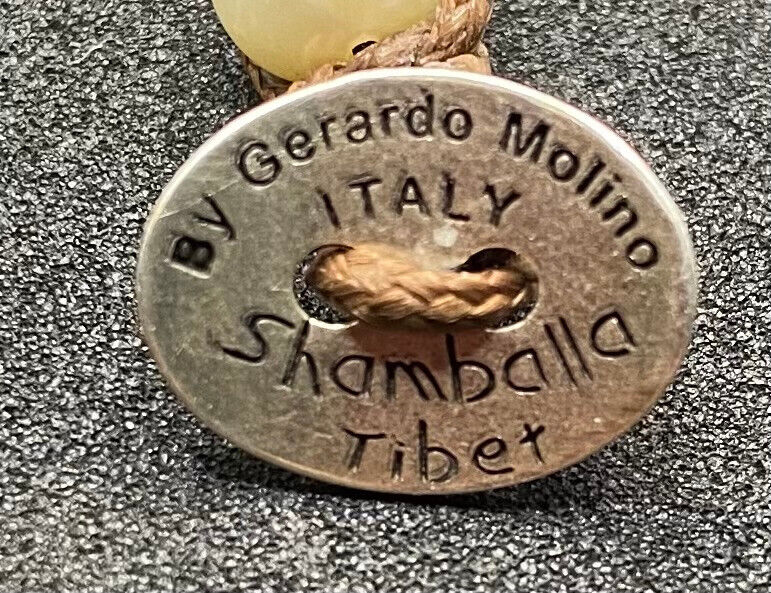 By Gerardo Molino
ITALY
Shamballa
Tibet